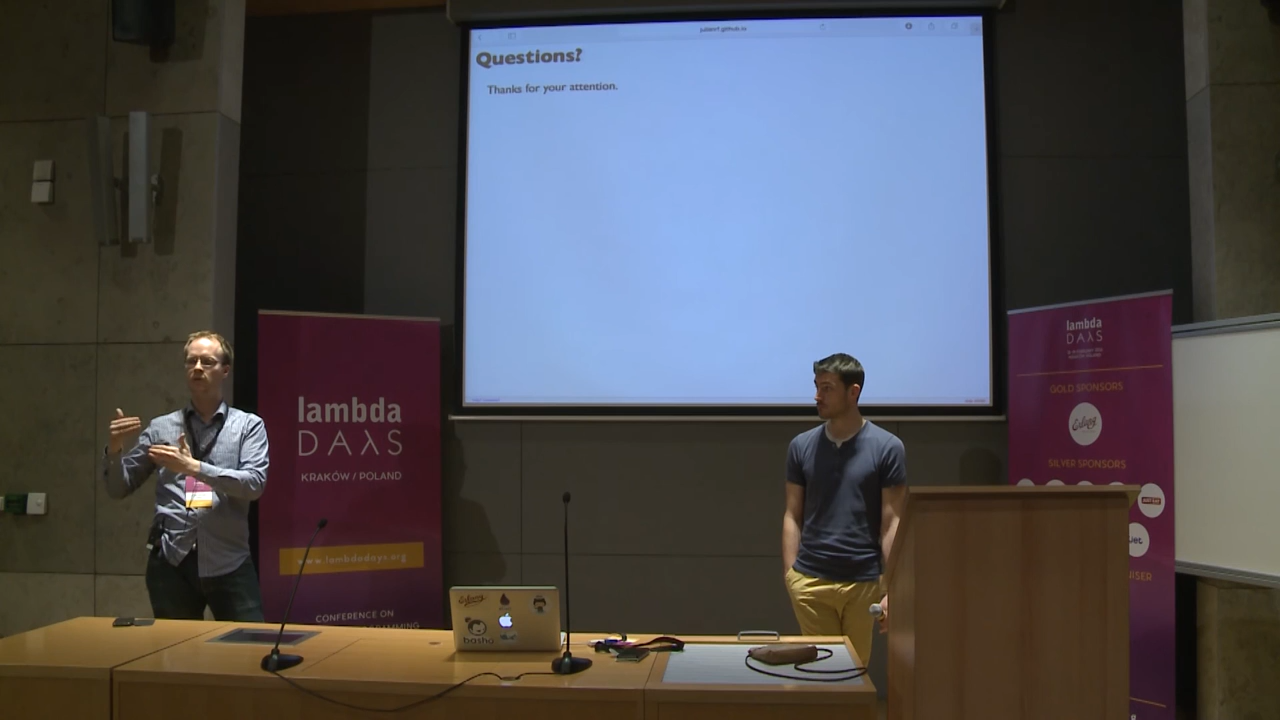 Questions?
Thanks for your attention.
lambda
DAλS
KRAKÓW / POLAND
www.lambdadays.org
CONFERENCE ON
lambda
DAλS
GOLD SPONSORS
Erlang
SILVER SPONSORS
basho